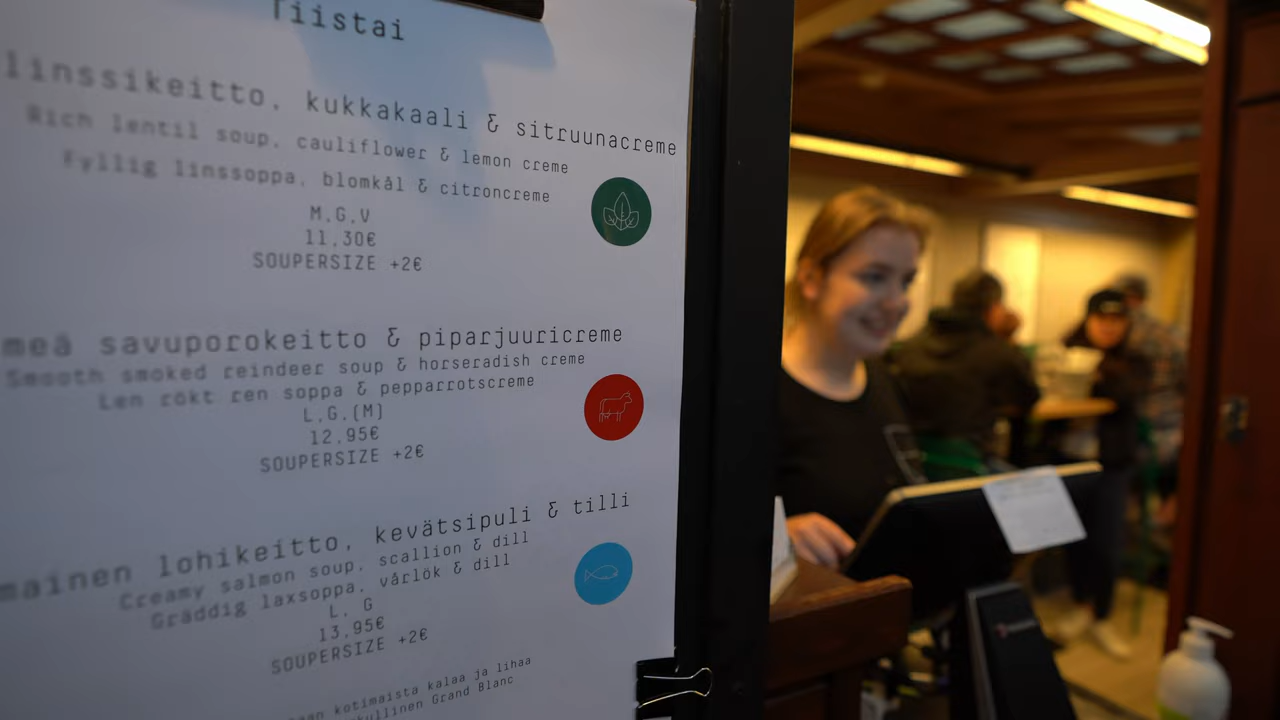 Tiistai
linssikeitto, kukkakaali & sitruunacreme
Rich lentil soup, cauliflower & lemon creme
Fyllig linssoppa, blomkål & citroncreme
M,G,V
11,30€
SOUPERSIZE +2€
meä savuporokeitto & piparjuuricreme
Smooth smoked reindeer soup & horseradish creme
Len rökt ren soppa & pepparrotscreme
L,G,(M)
12,95€
SOUPERSIZE +2€
mainen lohikeitto, kevätsipuli & tilli
Creamy salmon soup, scallion & dill
Gräddig laxsoppa, vårlök & dill
L, G
13,95€
SOUPERSIZE +2€
kotimaista kalaa ja lihaa
Grand Blanc